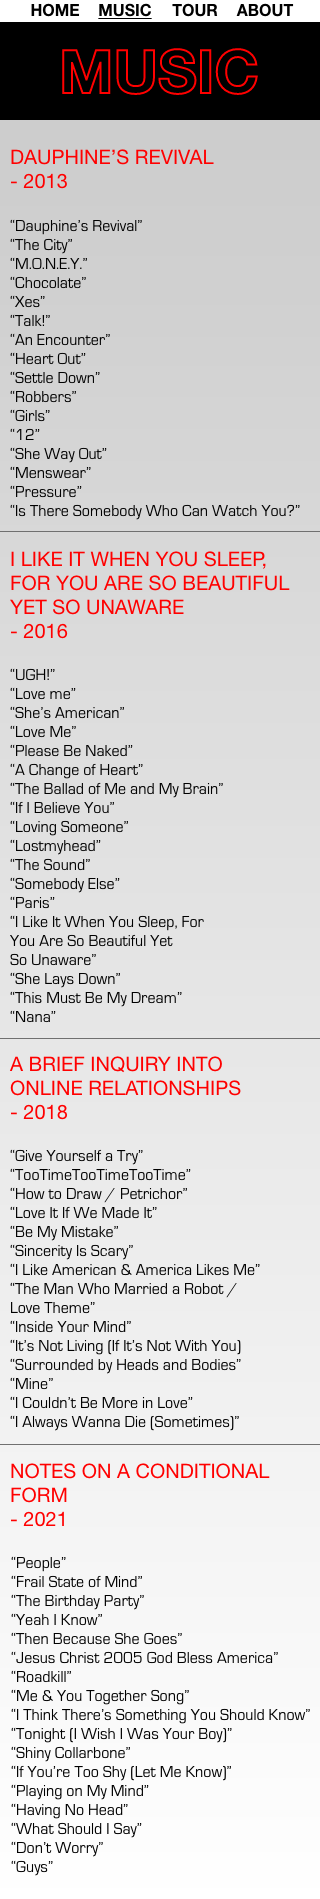 HOME MUSIC TOUR ABOUT
MUSIC
DAUPHINE’S REVIVAL
- 2013
“Dauphine’s Revival”
“The City”
“M.O.N.E.Y.”
“Chocolate”
“Xes”
“Talk!”
“An Encounter”
“Heart Out”
“Settle Down”
“Robbers”
“Girls”
“12”
“She Way Out”
“Menswear”
“Pressure”
“Is There Somebody Who Can Watch You?”
I LIKE IT WHEN YOU SLEEP,
FOR YOU ARE SO BEAUTIFUL
YET SO UNAWARE
- 2016
“UGH!”
“Love me”
“She’s American”
“Love Me”
“Please Be Naked”
“A Change of Heart”
“The Ballad of Me and My Brain”
“If I Believe You”
“Loving Someone”
“Lostmyhead”
“The Sound”
“Somebody Else”
“Paris”
“I Like It When You Sleep, For
You Are So Beautiful Yet
So Unaware”
“She Lays Down”
“This Must Be My Dream”
“Nana”
A BRIEF INQUIRY INTO
ONLINE RELATIONSHIPS
- 2018
“Give Yourself a Try”
“TooTimeTooTimeTooTime”
“How to Draw / Petrichor”
“Love It If We Made It”
“Be My Mistake”
“Sincerity Is Scary”
“I Like American & America Likes Me”
“The Man Who Married a Robot /
Love Theme”
“Inside Your Mind”
“It’s Not Living (If It’s Not With You)
“Surrounded by Heads and Bodies”
“Mine”
“I Couldn’t Be More in Love”
“I Always Wanna Die (Sometimes)”
NOTES ON A CONDITIONAL
FORM
- 2021
“People”
“Frail State of Mind”
“The Birthday Party”
“Yeah I Know”
“Then Because She Goes”
“Jesus Christ 2005 God Bless America”
“Roadkill”
“Me & You Together Song”
“I Think There’s Something You Should Know”
“Tonight (I Wish I Was Your Boy)”
“Shiny Collarbone”
“If You’re Too Shy (Let Me Know)”
“Playing on My Mind”
“Having No Head”
“What Should I Say”
“Don’t Worry”
“Guys”